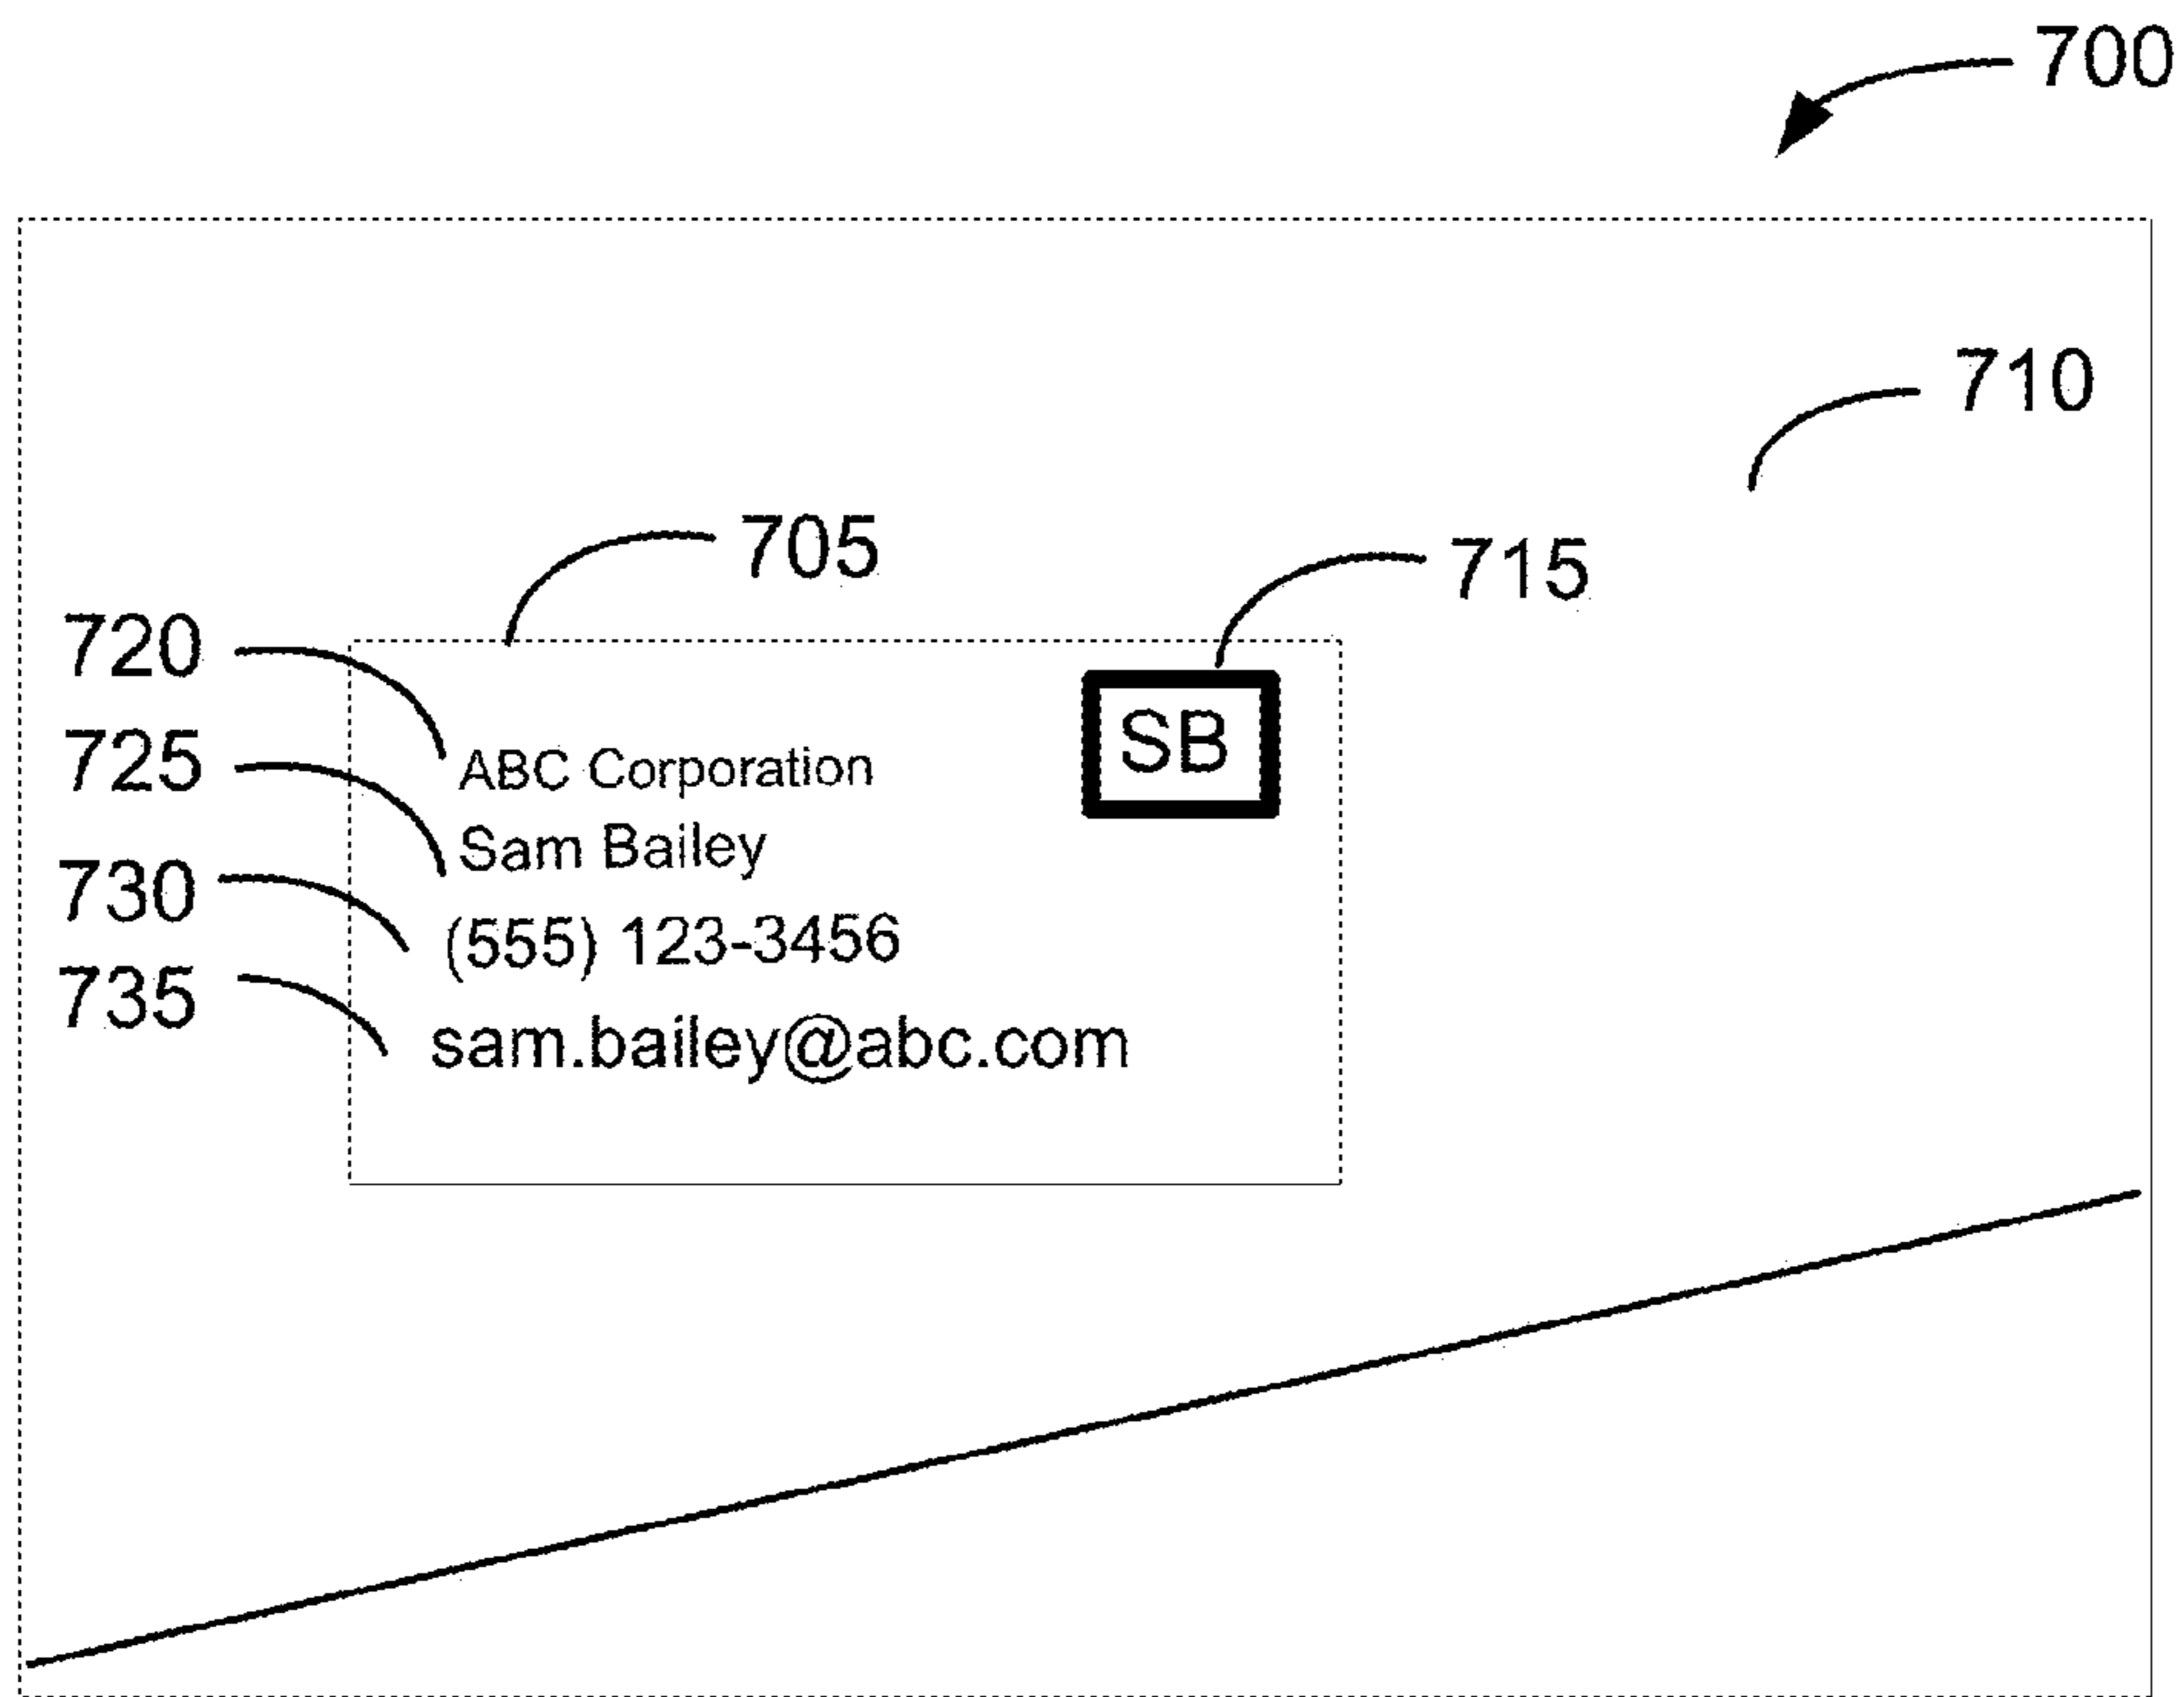 700
710
705
715
720
SB
ABC Corporation
725
Sam Bailey
730
(555) 123-3456
735
sam.bailey@abc.com